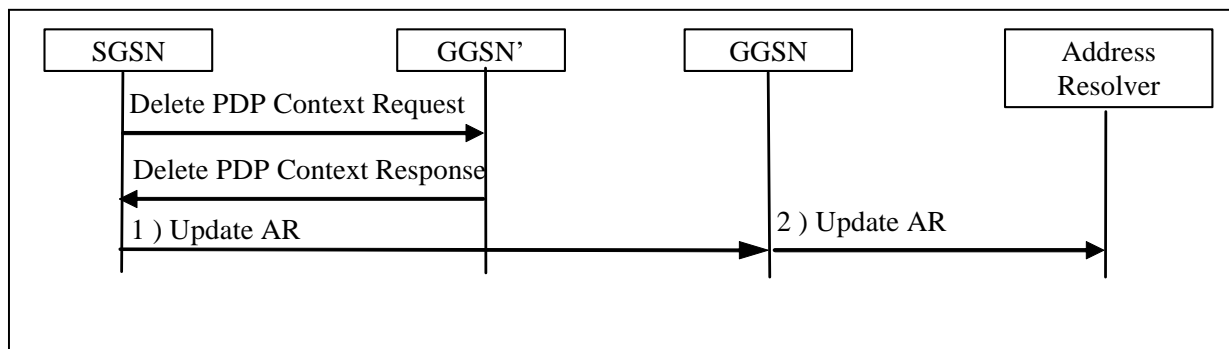 SGSN
GGSN’
GGSN
Address
Resolver
Delete PDP Context Request
Delete PDP Context Response
1 ) Update AR
2 ) Update AR